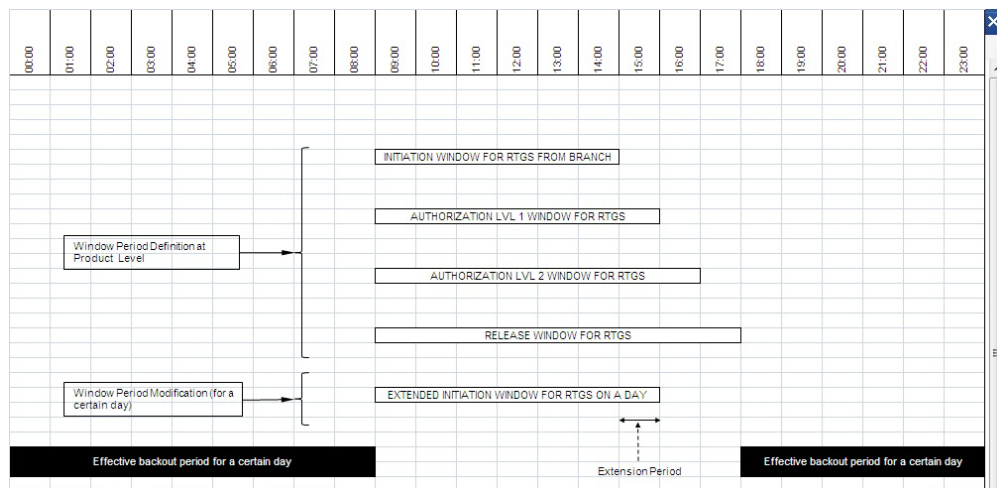 00:00 01:00 02:00 03:00 04:00 05:00 06:00 07:00 08:00 09:00 10:00 11:00 12:00 13:00 14:00 15:00 16:00 17:00 18:00 19:00 20:00 21:00 22:00 23:00
INITIATION WINDOW FOR RTGS FROM BRANCH
AUTHORIZATION LVL 1 WINDOW FOR RTGS
Window Period Definition at
Product Level
AUTHORIZATION LVL 2 WINDOW FOR RTGS
RELEASE WINDOW FOR RTGS
Window Period Modification (for a
certain day)
EXTENDED INITIATION WINDOW FOR RTGS ON A DAY
Effective backout period for a certain day
Effective backout period for a certain day
Extension Period